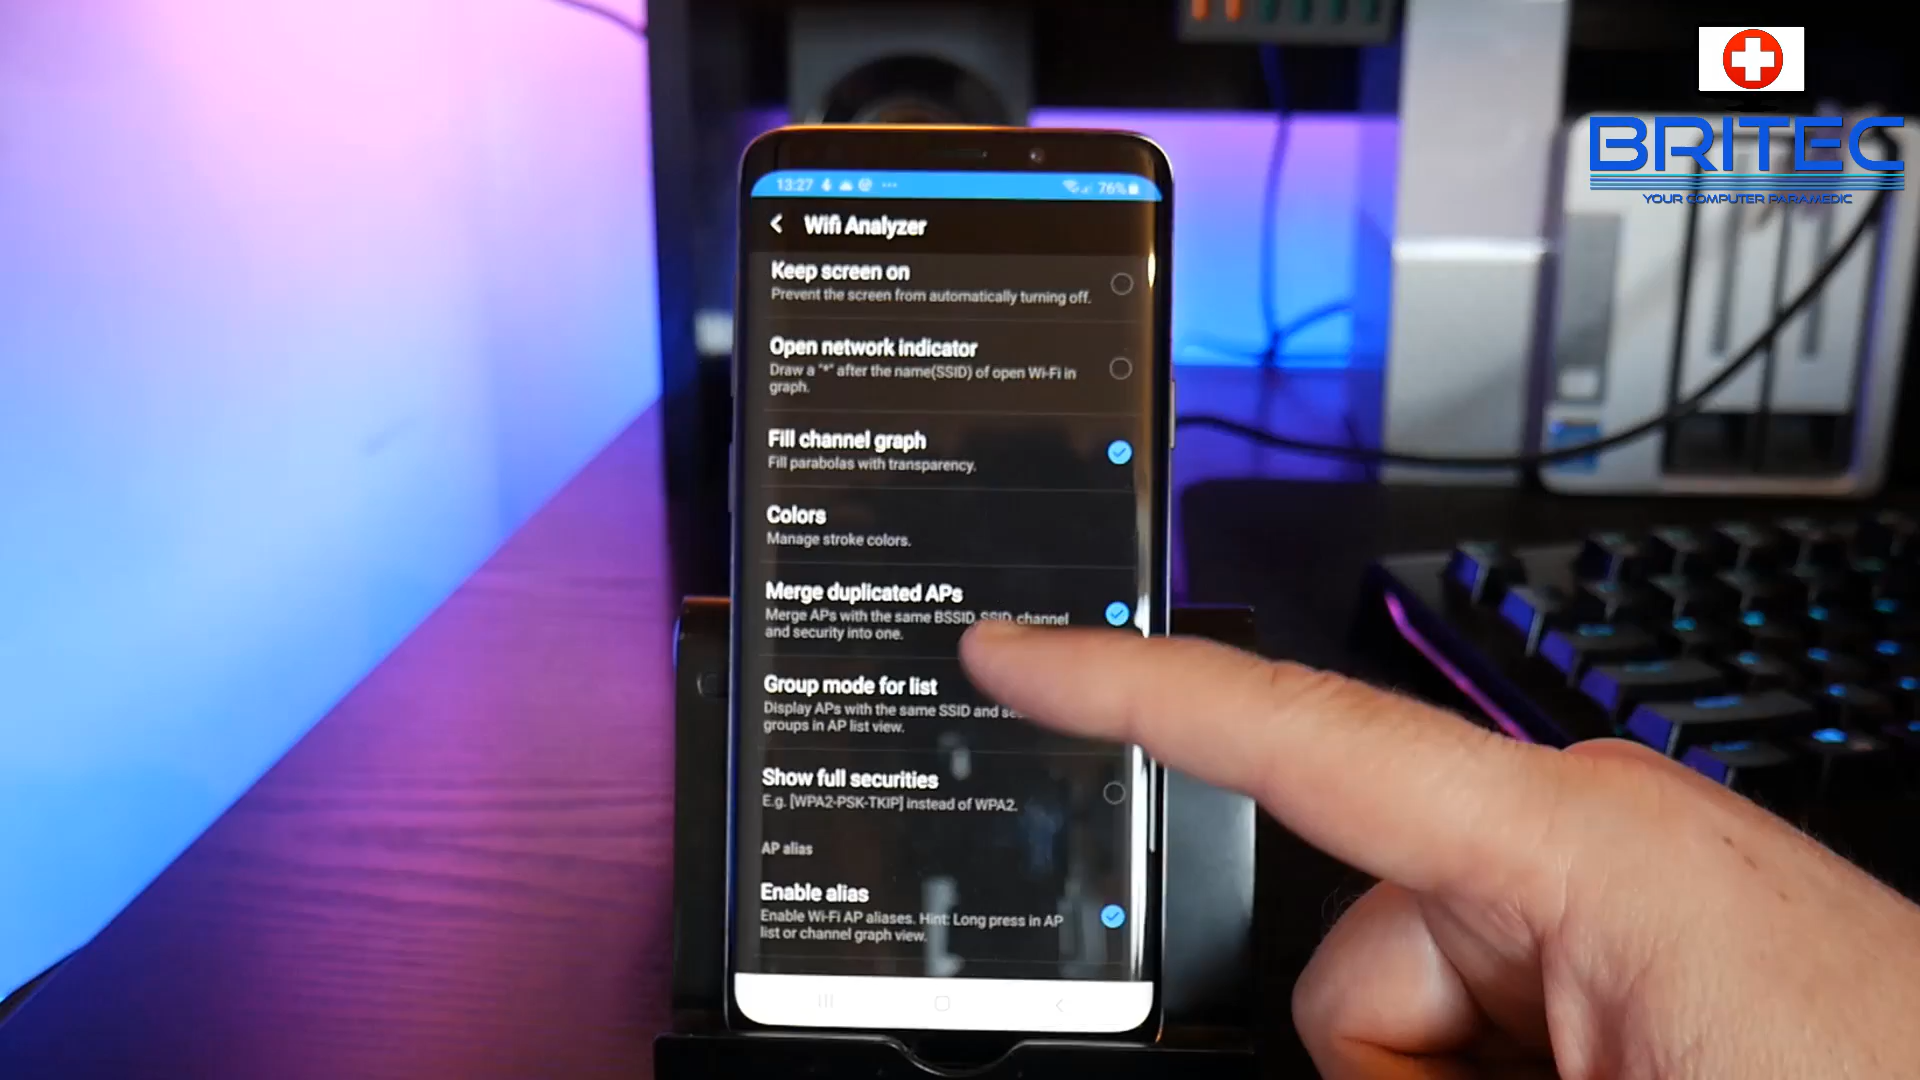 BRITEC
YOUR COMPUTER PARAMEDIC
13:27
76%
Wifi Analyzer
Keep screen on
Prevent the screen from automatically turning off.
Open network indicator
Draw a "*" after the name(SSID) of open Wi-Fi in
graph.
Fill channel graph
Fill parabolas with transparency.
Colors
Manage stroke colors.
Merge duplicated APs
Merge APs with the same BSSID, SSID, channel
and security into one.
Group mode for list
Display APs with the same SSID and
groups in AP list view.
Show full securities
E.g. [WPA2-PSK-TKIP] instead of WPA2.
AP alias
Enable alias
Enable Wi-Fi AP aliases. Hint: Long press in AP
list or channel graph view.